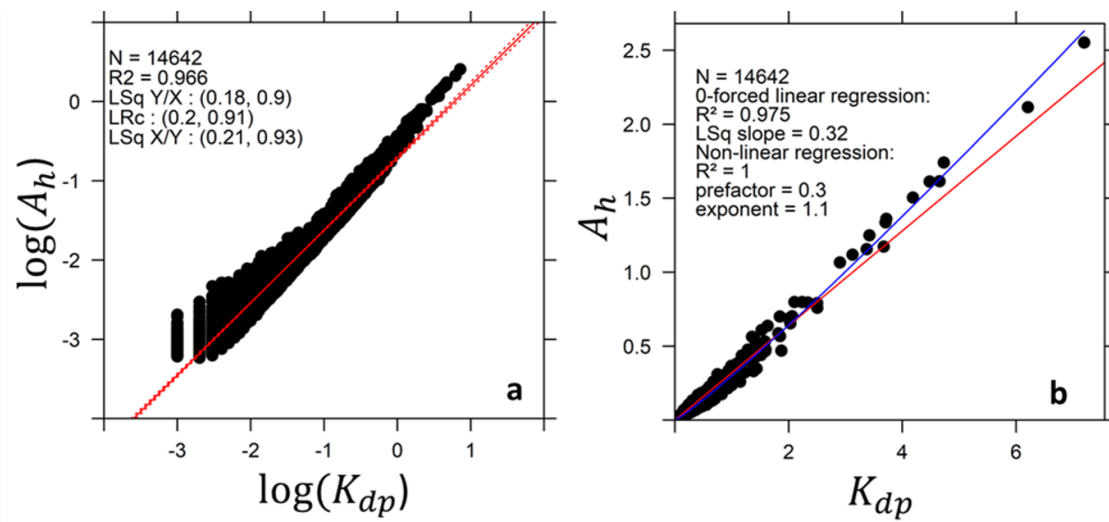 N = 14642
R2 = 0.966
LSq Y/X : (0.18, 0.9)
LRc : (0.2, 0.91)
LSq X/Y : (0.21, 0.93)
0
-1
-2
-3
log(A_h)
a
-3 -2 -1 0 1
log(K_dp)
2.5
2.0
1.5
1.0
0.5
A_h
N = 14642
0-forced linear regression:
R² = 0.975
LSq slope = 0.32
Non-linear regression:
R² = 1
prefactor = 0.3
exponent = 1.1
b
2 4 6
K_dp